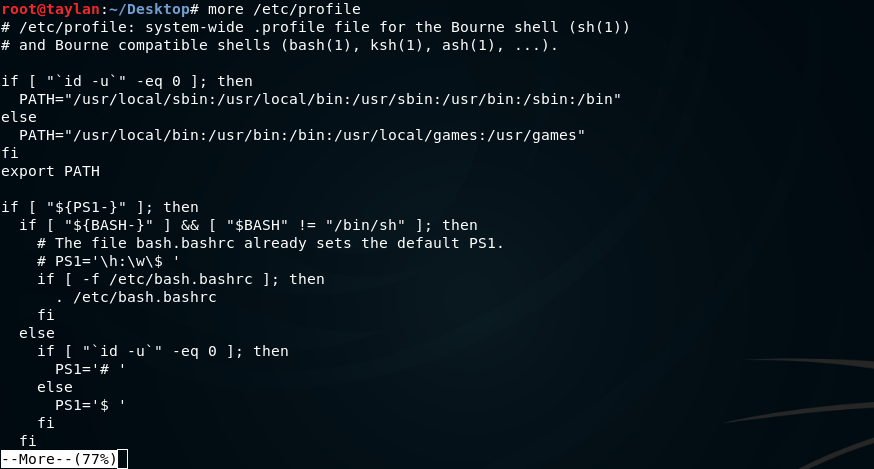 root@taylan:~/Desktop# more /etc/profile
# /etc/profile: system-wide .profile file for the Bourne shell (sh(1))
# and Bourne compatible shells (bash(1), ksh(1), ash(1), ...).

if [ "`id -u`" -eq 0 ]; then
  PATH="/usr/local/sbin:/usr/local/bin:/usr/sbin:/usr/bin:/sbin:/bin"
else
  PATH="/usr/local/bin:/usr/bin:/bin:/usr/local/games:/usr/games"
fi
export PATH

if [ "${PS1-}" ]; then
  if [ "${BASH-}" ] && [ "$BASH" != "/bin/sh" ]; then
    # The file bash.bashrc already sets the default PS1.
    # PS1='\h:\w\$ '
    if [ -f /etc/bash.bashrc ]; then
      . /etc/bash.bashrc
    fi
  else
    if [ "`id -u`" -eq 0 ]; then
      PS1='# '
    else
      PS1='$ '
    fi
  fi
--More--(77%)